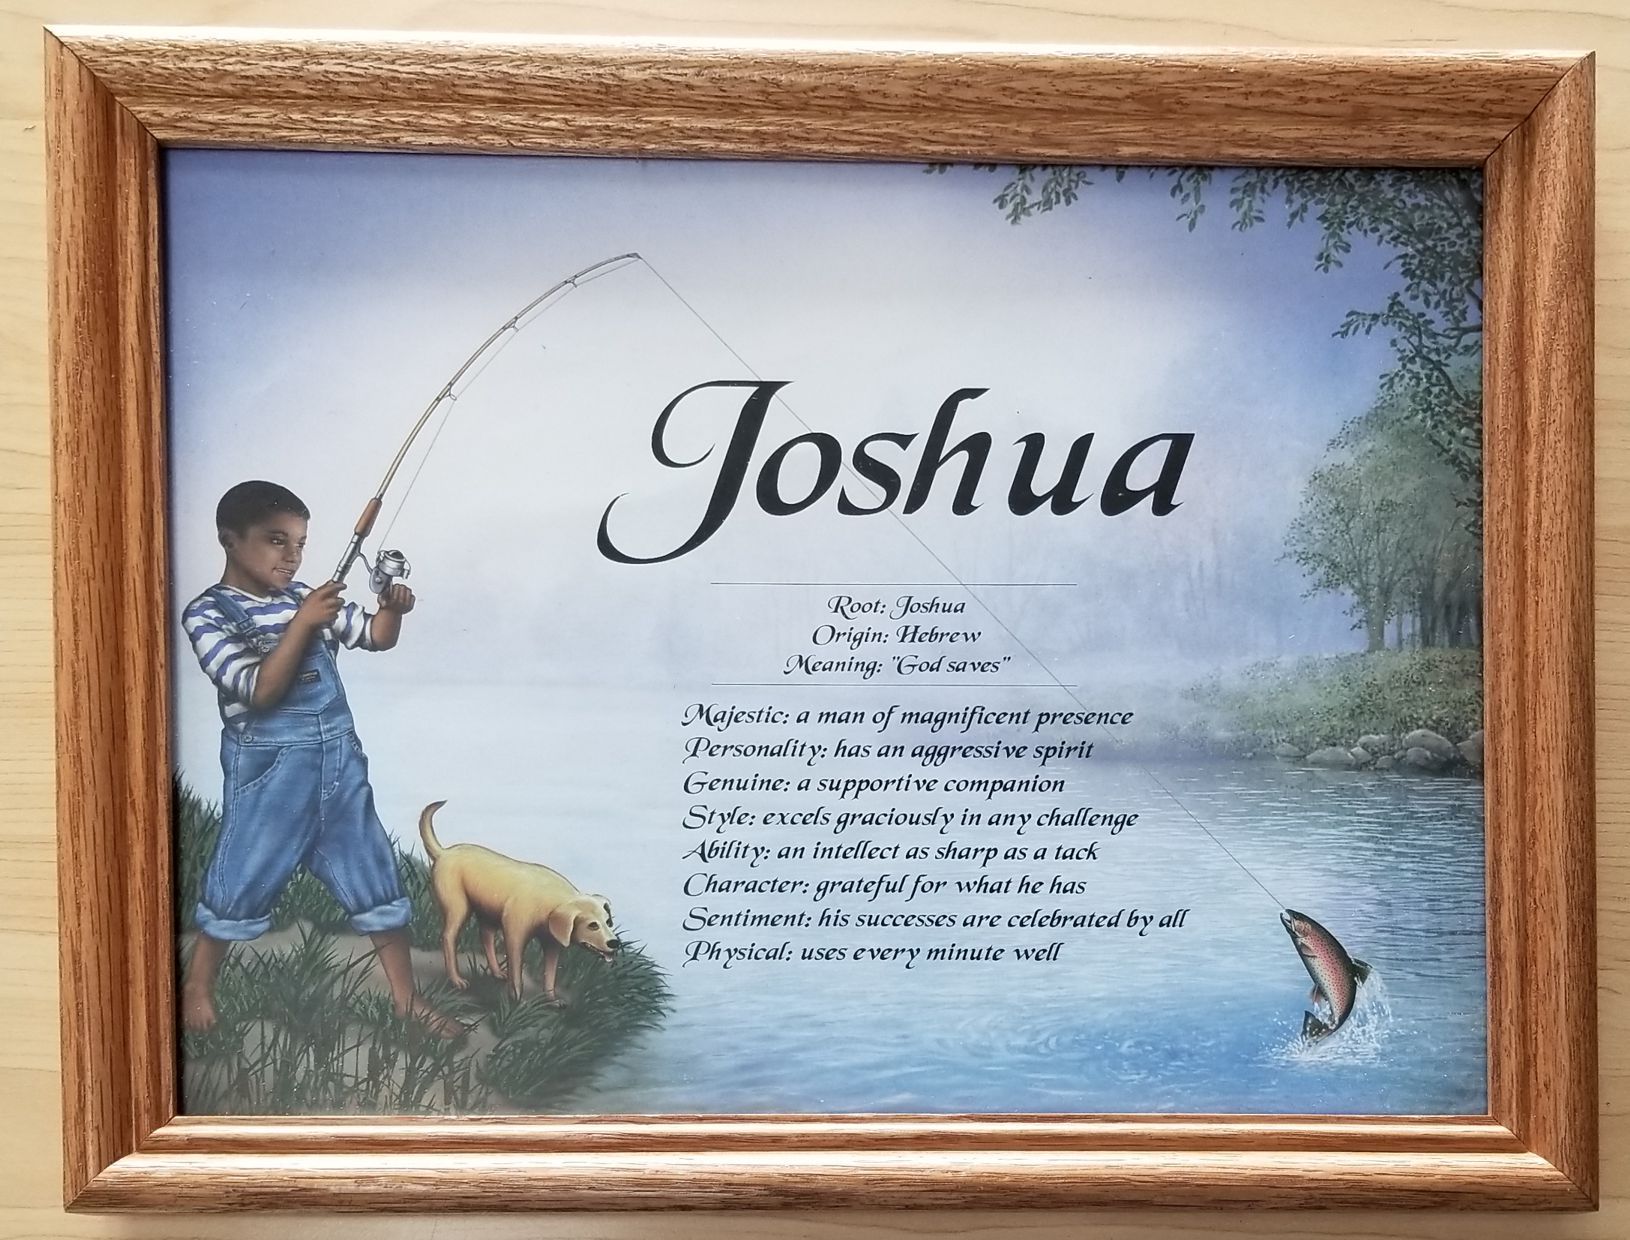 Joshua
Root: Joshua
Origin: Hebrew
Meaning: "God saves"
Majestic: a man of magnificent presence
Personality: has an aggressive spirit
Genuine: a supportive companion
Style: excels graciously in any challenge
Ability: an intellect as sharp as a tack
Character: grateful for what he has
Sentiment: his successes are celebrated by all
Physical: uses every minute well